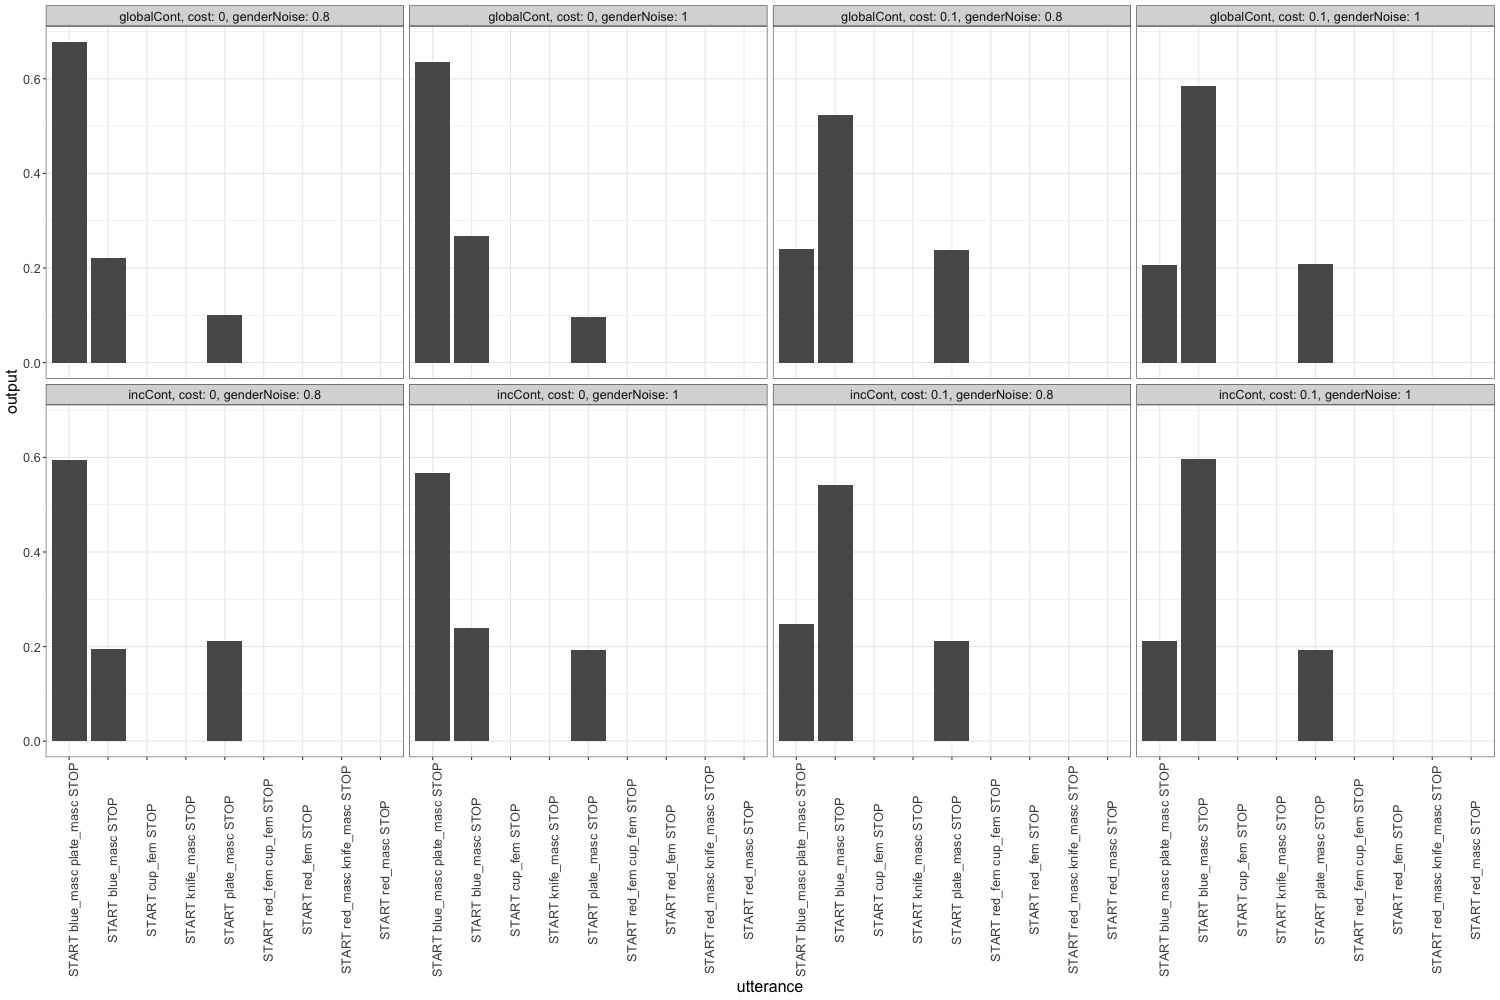 globalCont, cost: 0, genderNoise: 0.8
globalCont, cost: 0, genderNoise: 1
globalCont, cost: 0.1, genderNoise: 0.8
globalCont, cost: 0.1, genderNoise: 1
0.6
0.4
0.2
0.0
output
incCont, cost: 0, genderNoise: 0.8
incCont, cost: 0, genderNoise: 1
incCont, cost: 0.1, genderNoise: 0.8
incCont, cost: 0.1, genderNoise: 1
0.6
0.4
0.2
0.0
START blue_masc plate_masc STOP
START blue_masc STOP
START cup_fem STOP
START knife_masc STOP
START plate_masc STOP
START red_fem cup_fem STOP
START red_fem STOP
START red_masc knife_masc STOP
START red_masc STOP
START blue_masc plate_masc STOP
START blue_masc STOP
START cup_fem STOP
START knife_masc STOP
START plate_masc STOP
START red_fem cup_fem STOP
START red_fem STOP
START red_masc knife_masc STOP
START red_masc STOP
START blue_masc plate_masc STOP
START blue_masc STOP
START cup_fem STOP
START knife_masc STOP
START plate_masc STOP
START red_fem cup_fem STOP
START red_fem STOP
START red_masc knife_masc STOP
START red_masc STOP
START blue_masc plate_masc STOP
START blue_masc STOP
START cup_fem STOP
START knife_masc STOP
START plate_masc STOP
START red_fem cup_fem STOP
START red_fem STOP
START red_masc knife_masc STOP
START red_masc STOP
utterance